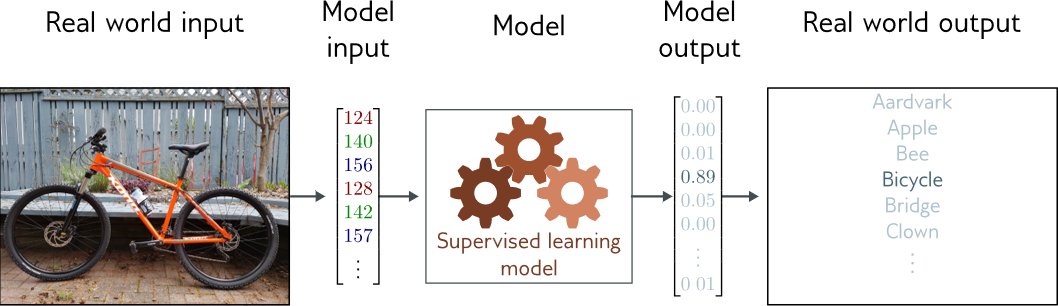 Real world input
Model
input
Model
Model
output
Real world output
124
140
156
128
142
157
⋮
Supervised learning
model
0.00
0.00
0.01
0.89
0.05
0.00
⋮
0 01
Aardvark
Apple
Bee
Bicycle
Bridge
Clown
⋮